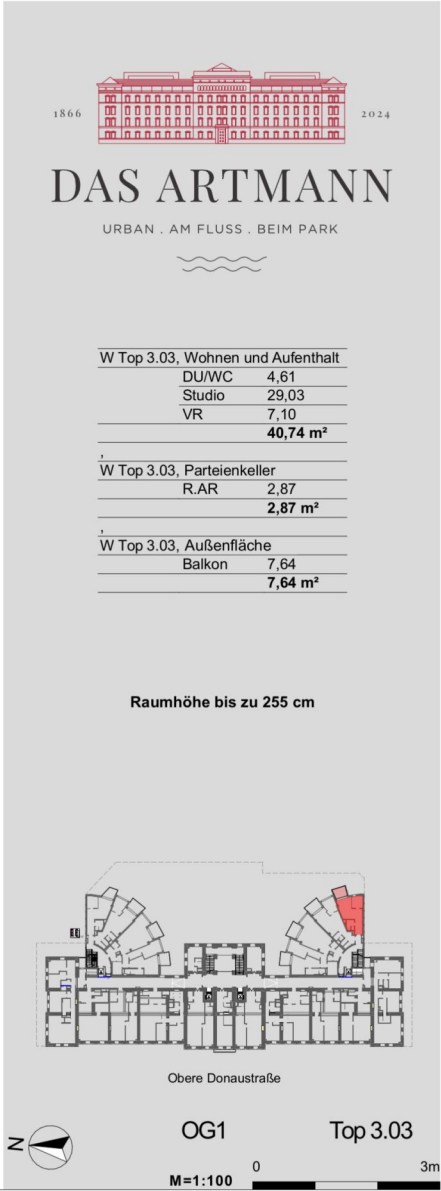 1866
2024
DAS ARTMANN
URBAN . AM FLUSS . BEIM PARK
W Top 3.03, Wohnen und Aufenthalt
DU/WC 4,61
Studio 29,03
VR 7,10
40,74 m²
,
W Top 3.03, Parteienkeller
R.AR 2,87
2,87 m²
,
W Top 3.03, Außenfläche
Balkon 7,64
7,64 m²
Raumhöhe bis zu 255 cm
Obere Donaustraße
N
OG1 Top 3.03
M=1:100
0 3m